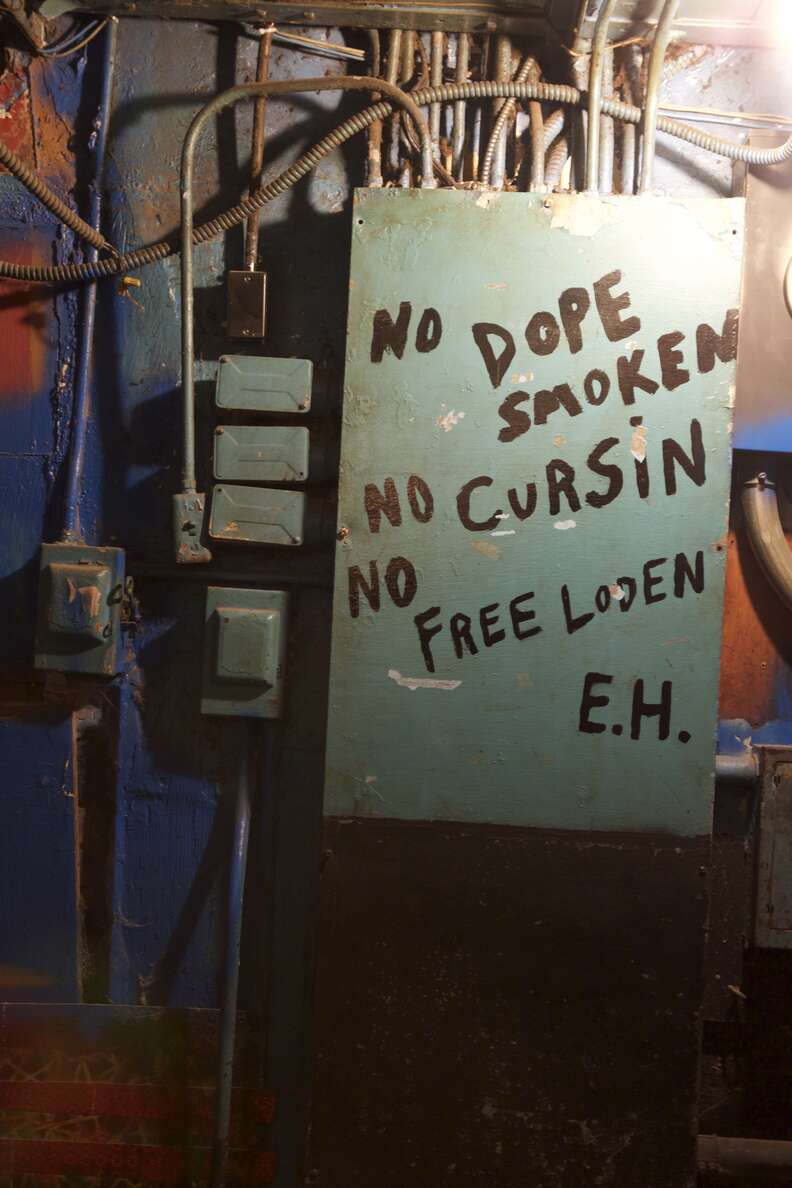 NO DOPE
SMOKEN
NO CURSIN
NO
FREE LODEN
E.H.